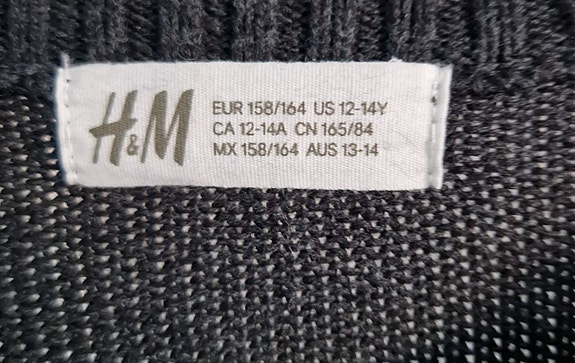 H&M
EUR 158/164 US 12-14Y
CA 12-14A CN 165/84
MX 158/164 AUS 13-14